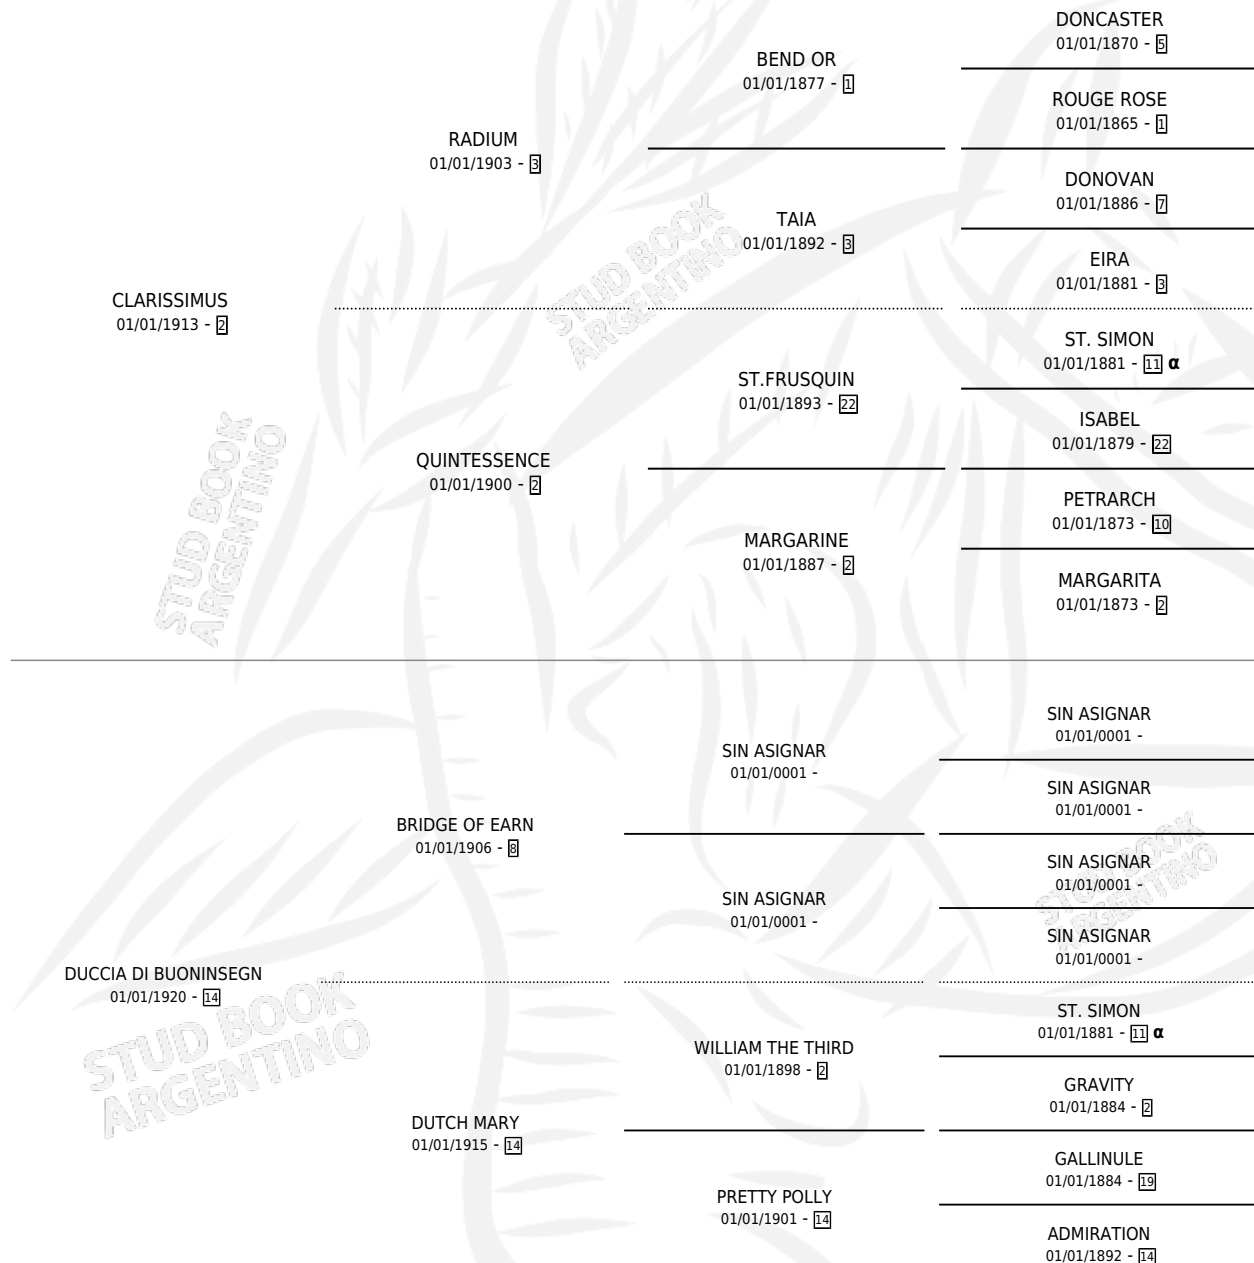 DONCASTER
01/01/1870 - 5
BEND OR
01/01/1877 - 1
ROUGE ROSE
01/01/1865 - 1
RADIUM
01/01/1903 - 3
DONOVAN
01/01/1886 - 7
TAIA
01/01/1892 - 3
EIRA
01/01/1881 - 3
CLARISSIMUS
01/01/1913 - 2
ST. SIMON
01/01/1881 - 11 α
ST.FRUSQUIN
01/01/1893 - 22
ISABEL
01/01/1879 - 22
QUINTESSENCE
01/01/1900 - 2
PETRARCH
01/01/1873 - 10
MARGARINE
01/01/1887 - 2
MARGARITA
01/01/1873 - 2
SIN ASIGNAR
01/01/0001 -
SIN ASIGNAR
01/01/0001 -
SIN ASIGNAR
01/01/0001 -
BRIDGE OF EARN
01/01/1906 - 8
SIN ASIGNAR
01/01/0001 -
SIN ASIGNAR
01/01/0001 -
SIN ASIGNAR
01/01/0001 -
DUCCIA DI BUONINSEGN
01/01/1920 - 14
ST. SIMON
01/01/1881 - 11 α
WILLIAM THE THIRD
01/01/1898 - 2
GRAVITY
01/01/1884 - 2
DUTCH MARY
01/01/1915 - 14
GALLINULE
01/01/1884 - 19
PRETTY POLLY
01/01/1901 - 14
ADMIRATION
01/01/1892 - 14
STUD BOOK
ARGENTINO
STUD BOOK
ARGENTINO
STUD BOOK
ARGENTINO
STUD BOOK
ARGENTINO